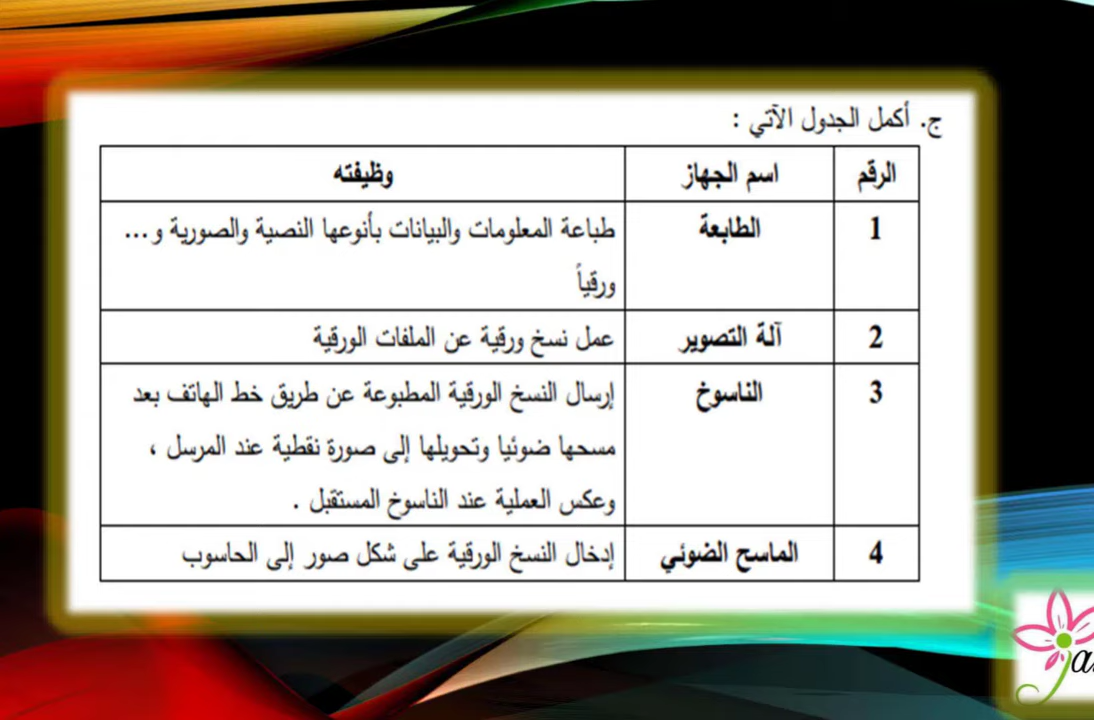 ج. أكمل الجدول الآتي :
الرقم اسم الجهاز وظيفته
1 الطابعة طباعة المعلومات والبيانات بأنوعها النصية والصورية و ...
ورقياً
2 آلة التصوير عمل نسخ ورقية عن الملفات الورقية
3 الناسوخ إرسال النسخ الورقية المطبوعة عن طريق خط الهاتف بعد
مسحها ضوئيا وتحويلها إلى صورة نقطية عند المرسل ،
وعكس العملية عند الناسوخ المستقبل .
4 الماسح الضوئي إدخال النسخ الورقية على شكل صور إلى الحاسوب